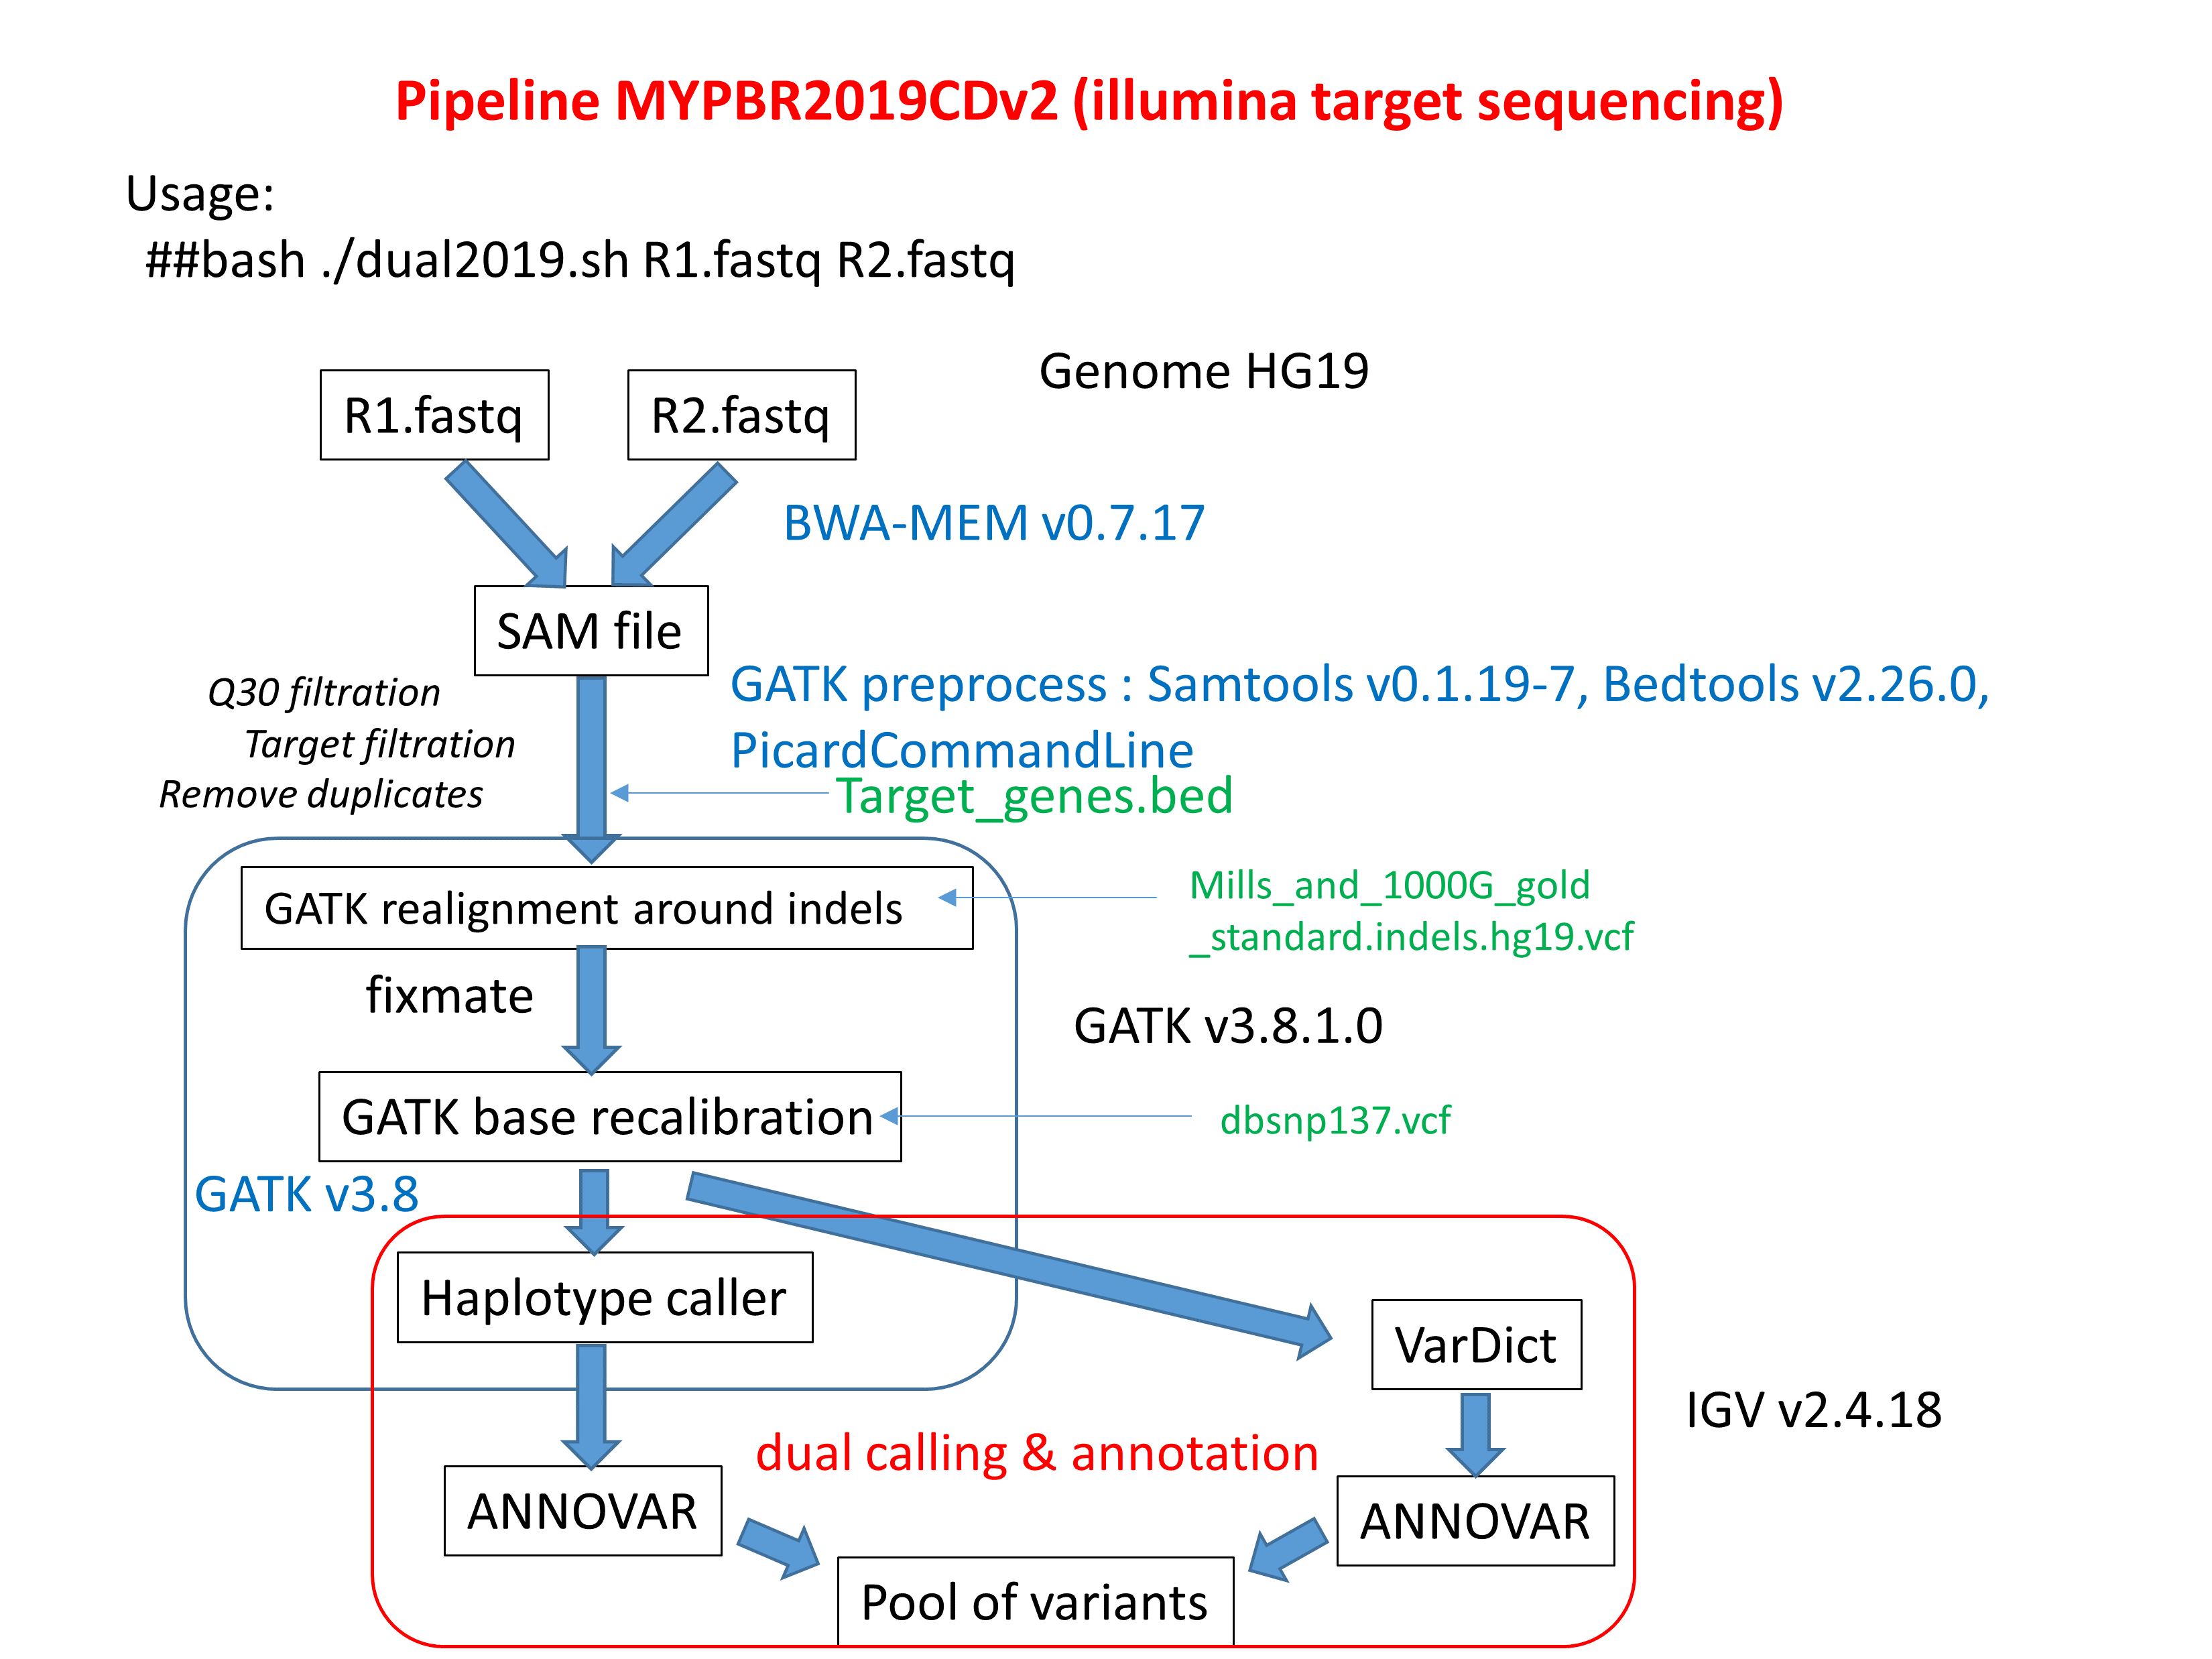 Pipeline MYPBR2019CDv2 (illumina target sequencing)
Usage:
##bash ./dual2019.sh R1.fastq R2.fastq
Genome HG19
R1.fastq
R2.fastq
BWA-MEM v0.7.17
SAM file
Q30 filtration
Target filtration
Remove duplicates
GATK preprocess : Samtools v0.1.19-7, Bedtools v2.26.0,
PicardCommandLine
Target_genes.bed
GATK realignment around indels
Mills_and_1000G_gold
_standard.indels.hg19.vcf
fixmate
GATK v3.8.1.0
GATK base recalibration
dbsnp137.vcf
GATK v3.8
Haplotype caller
VarDict
IGV v2.4.18
dual calling & annotation
ANNOVAR
ANNOVAR
Pool of variants